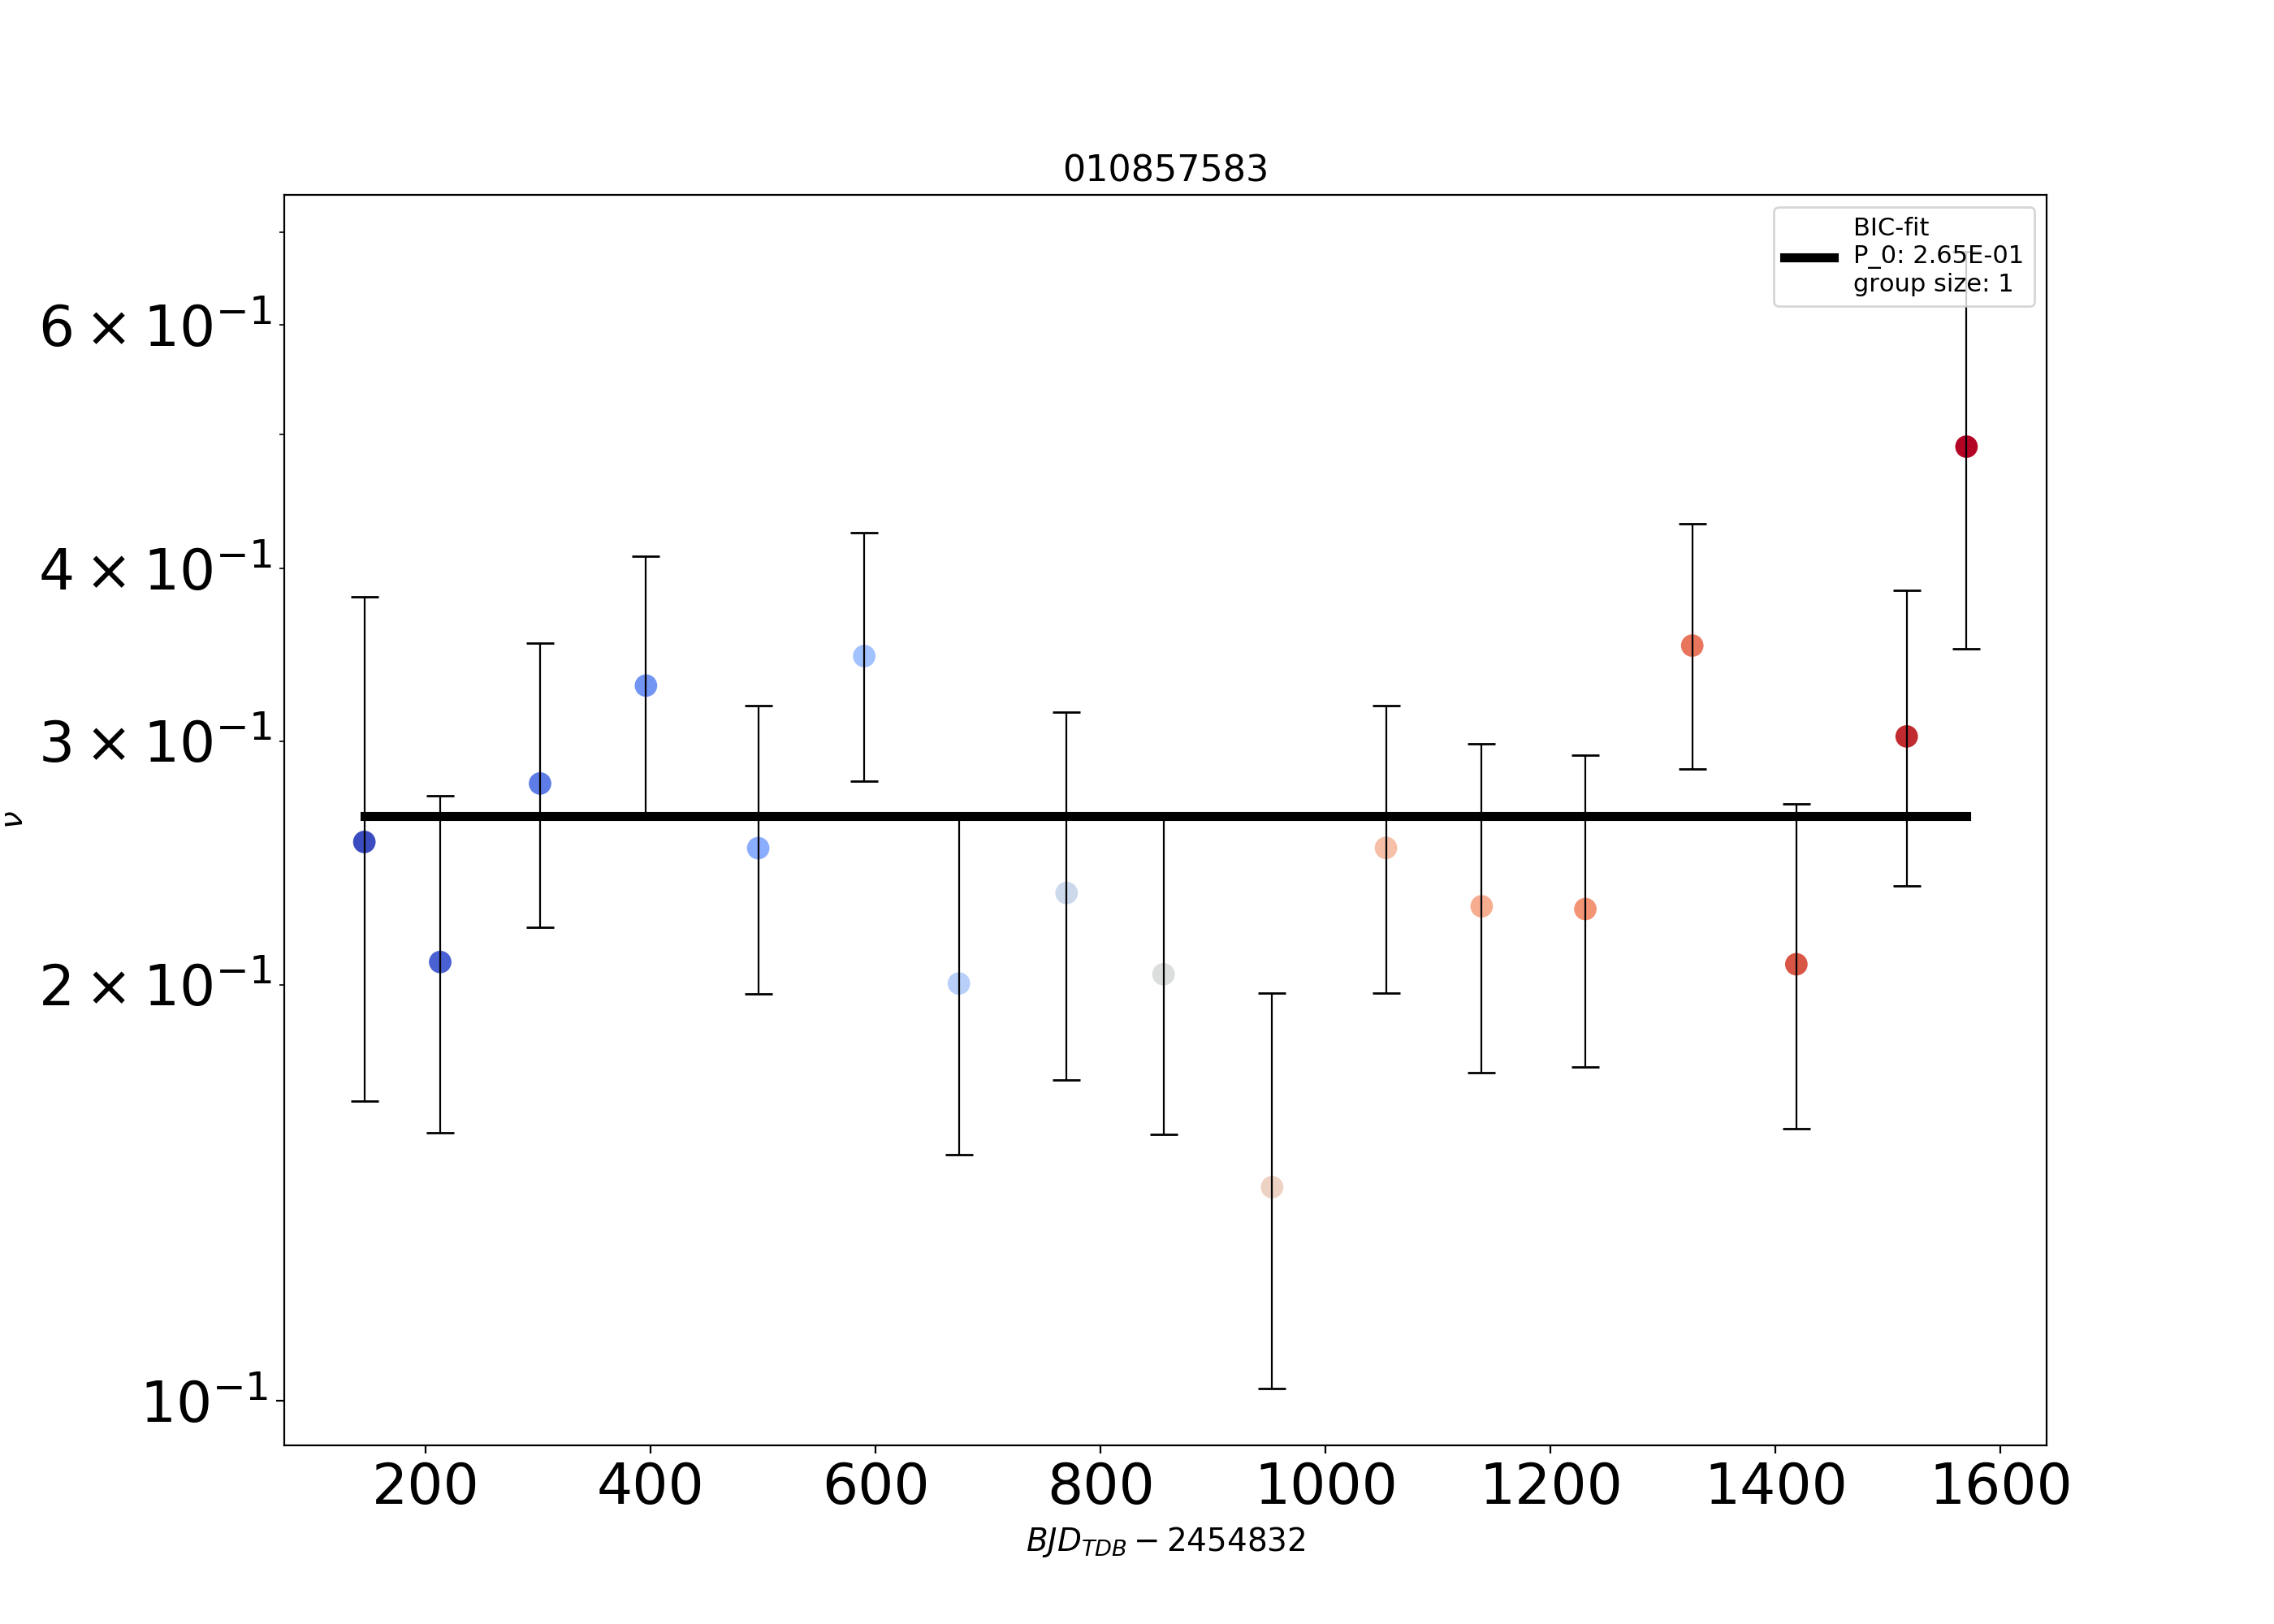 010857583
BIC-fit
P_0: 2.65E-01
group size: 1
6 × 10⁻¹
4 × 10⁻¹
3 × 10⁻¹
2 × 10⁻¹
10⁻¹
ν
200 400 600 800 1000 1200 1400 1600
BJD_TDB − 2454832